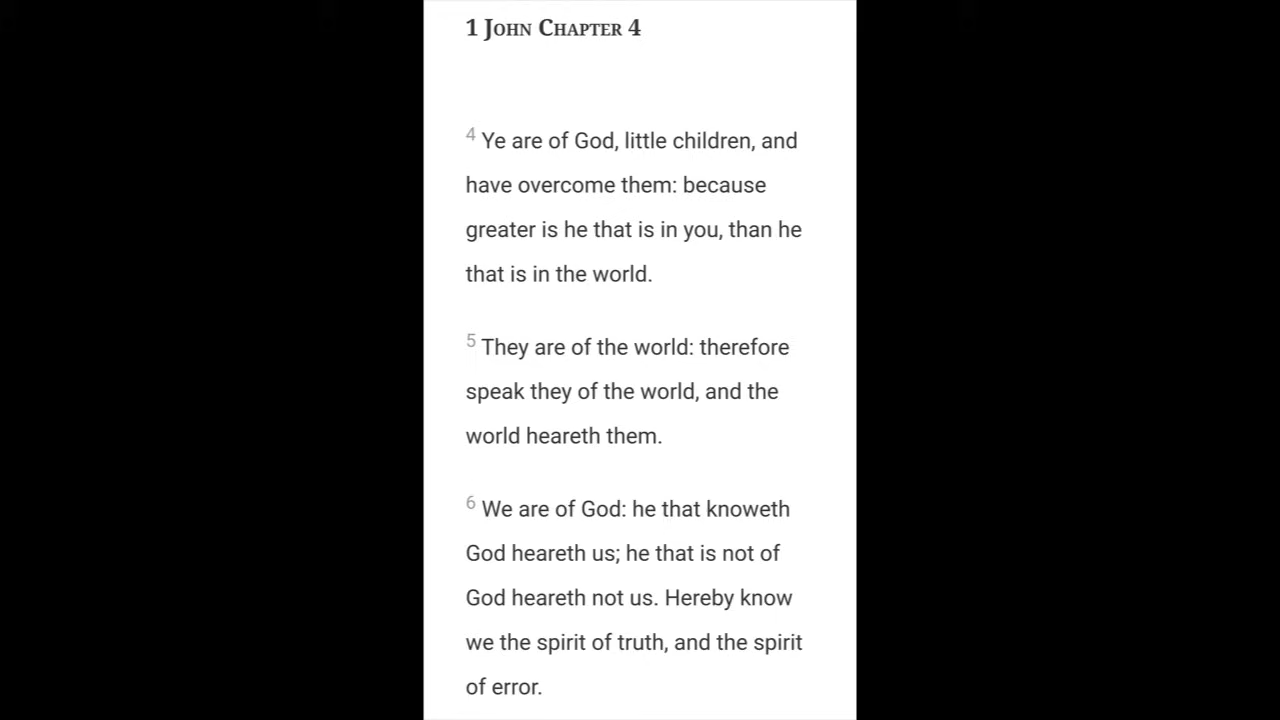 1 John Chapter 4
4 Ye are of God, little children, and
have overcome them: because
greater is he that is in you, than he
that is in the world.
5 They are of the world: therefore
speak they of the world, and the
world heareth them.
6 We are of God: he that knoweth
God heareth us; he that is not of
God heareth not us. Hereby know
we the spirit of truth, and the spirit
of error.